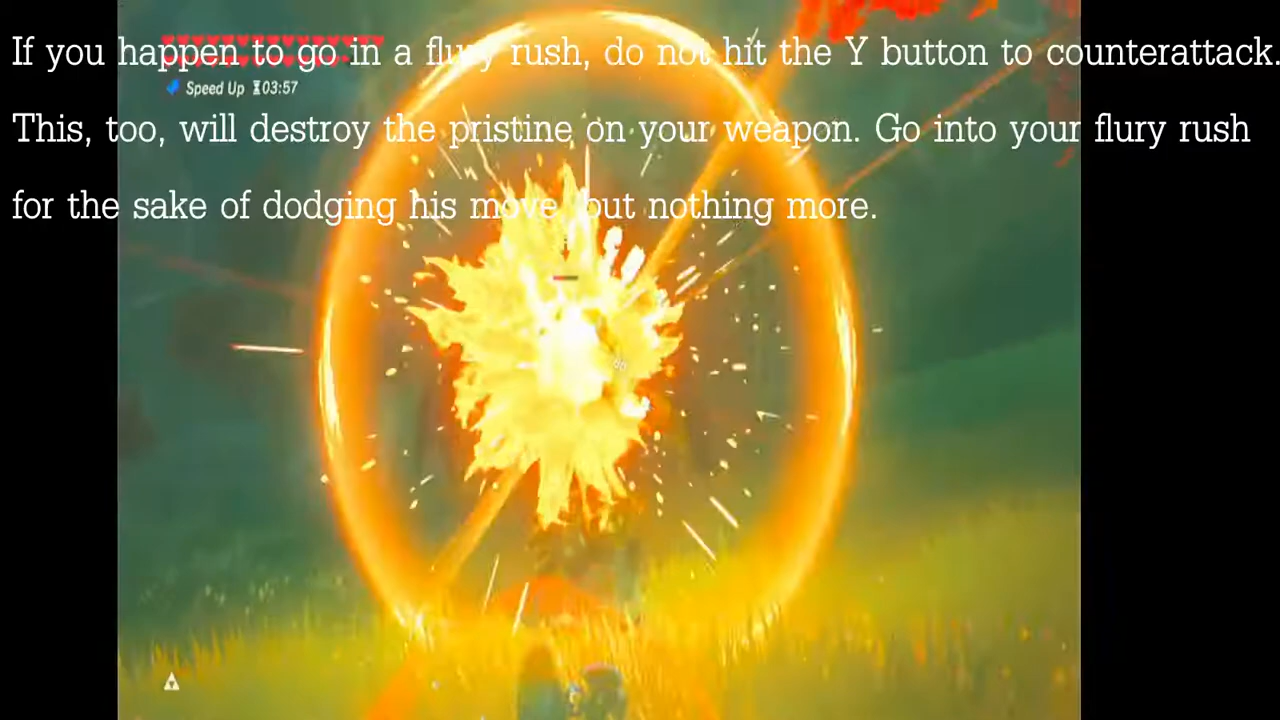 If you happen to go in a flury rush, do not hit the Y button to counterattack.
This, too, will destroy the pristine on your weapon. Go into your flury rush
for the sake of dodging his move, but nothing more.
Speed Up 03:57